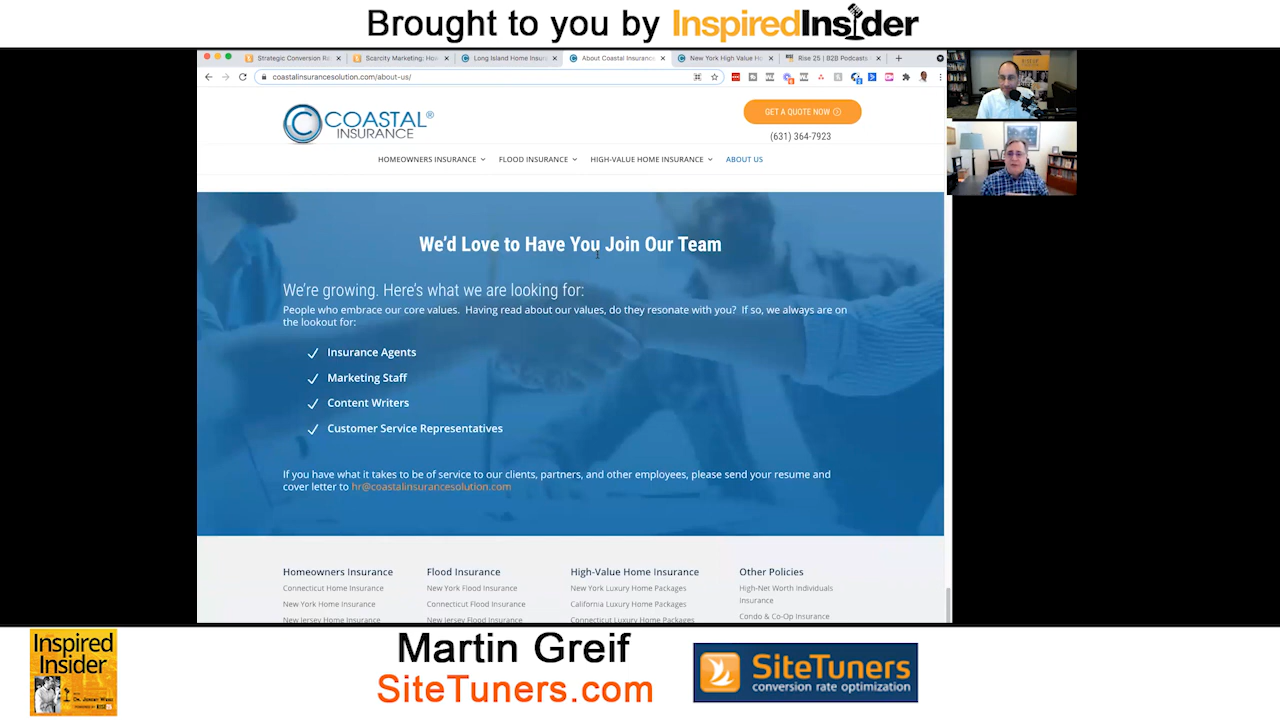 Brought to you by InspiredInsider
Strategic Conversion Ra
Scarcity Marketing: How
Long Island Home Insura
About Coastal Insurance
New York High Value Ho
Rise 25 | B2B Podcasts
coastalinsurancesolution.com/about-us/
COASTAL®
INSURANCE
GET A QUOTE NOW
(631) 364-7923
HOMEOWNERS INSURANCE
FLOOD INSURANCE
HIGH-VALUE HOME INSURANCE
ABOUT US
We'd Love to Have You Join Our Team
We're growing. Here's what we are looking for:
People who embrace our core values. Having read about our values, do they resonate with you? If so, we always are on
the lookout for:
Insurance Agents
Marketing Staff
Content Writers
Customer Service Representatives
If you have what it takes to be of service to our clients, partners, and other employees, please send your resume and
cover letter to hr@coastalinsurancesolution.com
Homeowners Insurance
Connecticut Home Insurance
New York Home Insurance
New Jersey Home Insurance
Flood Insurance
New York Flood Insurance
Connecticut Flood Insurance
New Jersey Flood Insurance
High-Value Home Insurance
New York Luxury Home Packages
California Luxury Home Packages
Connecticut Luxury Home Packages
Other Policies
High-Net Worth Individuals
Insurance
Condo & Co-Op Insurance
Inspired
Insider
Martin Greif
SiteTuners.com
SiteTuners
conversion rate optimization